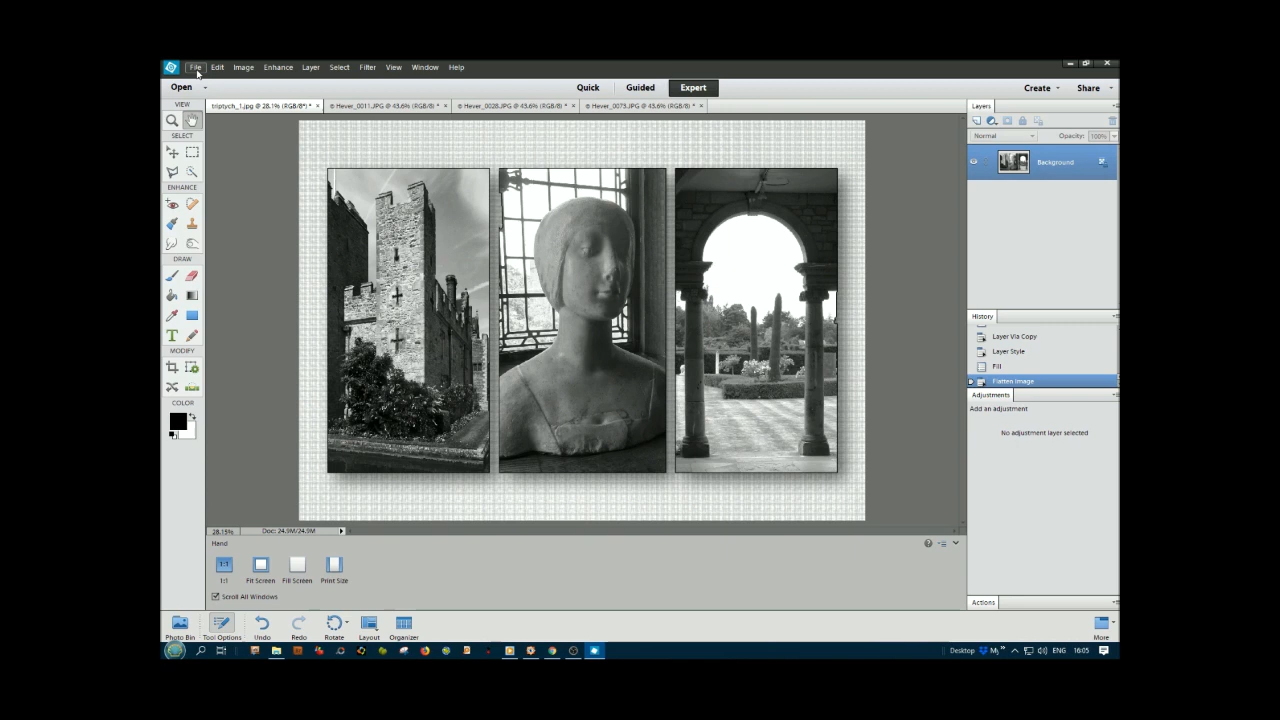 File Edit Image Enhance Layer Select Filter View Window Help
Open Quick Guided Expert Create Share
VIEW
triptych_1.jpg @ 28.1% (RGB/8*) * × Hever_0011.JPG @ 43.6% (RGB/8) * × Hever_0028.JPG @ 43.6% (RGB/8) * × Hever_0073.JPG @ 43.6% (RGB/8) * ×
Layers
Normal Opacity: 100%
SELECT
Background
ENHANCE
DRAW
History
Layer Via Copy
Layer Style
Fill
Flatten Image
MODIFY
Adjustments
Add an adjustment
No adjustment layer selected
COLOR
28.15% Doc: 24.9M/24.9M
Hand
1:1
1:1 Fit Screen Fill Screen Print Size
Scroll All Windows
Actions
Photo Bin Tool Options Undo Redo Rotate Layout Organizer More
Desktop ENG 16:05